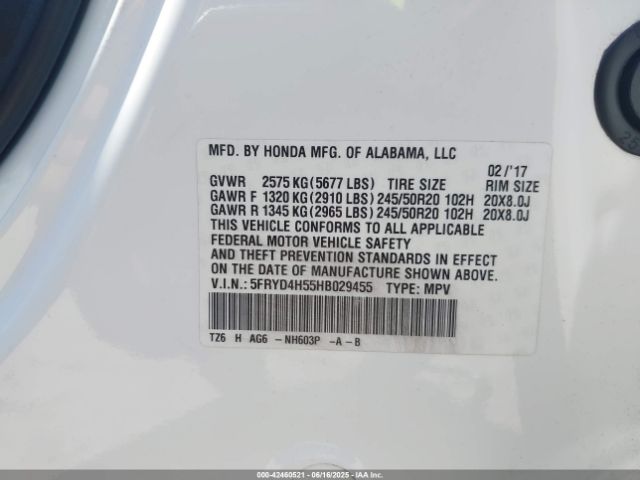 MFD. BY HONDA MFG. OF ALABAMA, LLC
02/'17
GVWR 2575 KG(5677 LBS) TIRE SIZE RIM SIZE
GAWR F 1320 KG(2910 LBS)245/50R20 102H 20X8.0J
GAWR R 1345 KG(2965 LBS)245/50R20 102H 20X8.0J
THIS VEHICLE CONFORMS TO ALL APPLICABLE
FEDERAL MOTOR VEHICLE SAFETY
AND THEFT PREVENTION STANDARDS IN EFFECT
ON THE DATE OF MANUFACTURE SHOWN ABOVE.
V.I.N.: 5FRYD4H55HB029455 TYPE: MPV
TZ6 H AG6 -NH603P -A-B
000-42460521 - 06/16/2025 - IAAI.COM